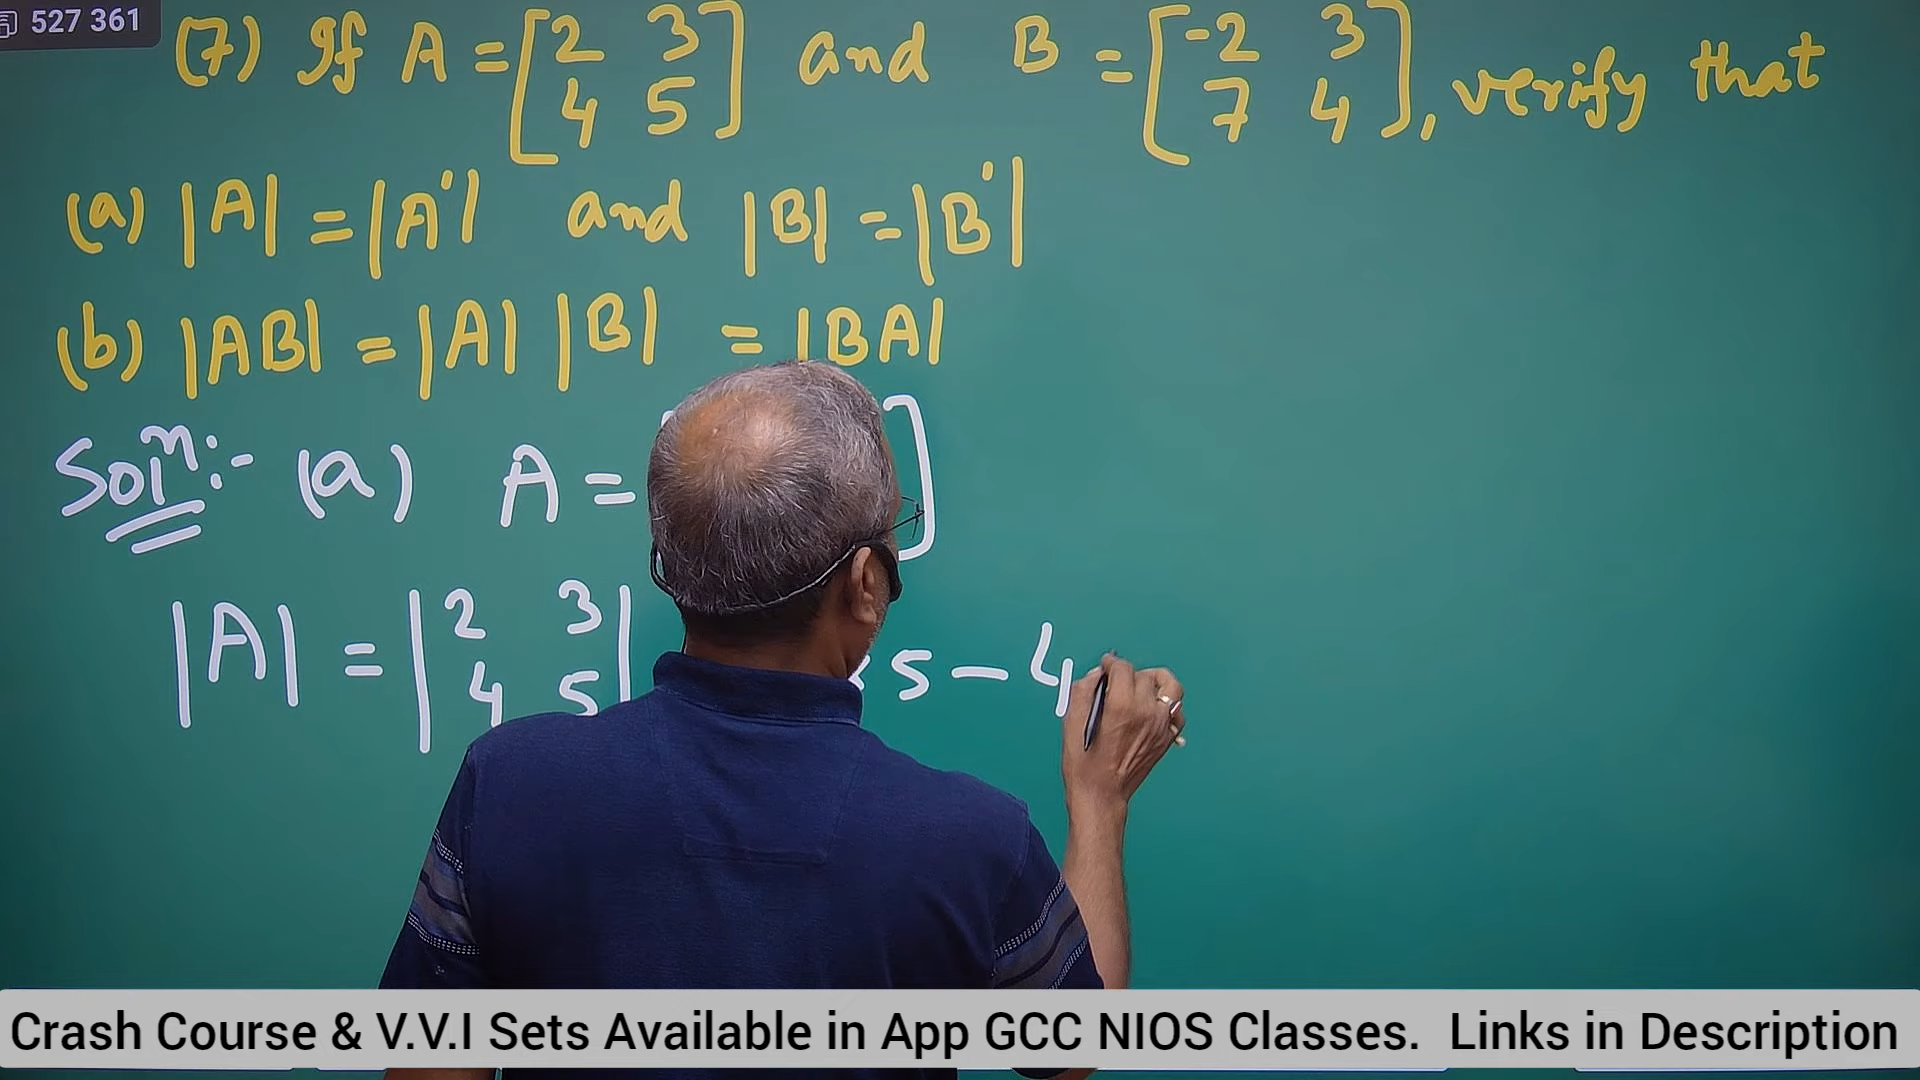 527 361
(7) If A = [2 3 4 5] and B = [-2 3 7 4], verify that
(a) |A| = |A'| and |B| = |B'|
(b) |AB| = |A| |B| = |BA|
Solⁿ:- (a) A = ]
|A| = |2 3 4 5| 5 - 4
Crash Course & V.V.I Sets Available in App GCC NIOS Classes. Links in Description